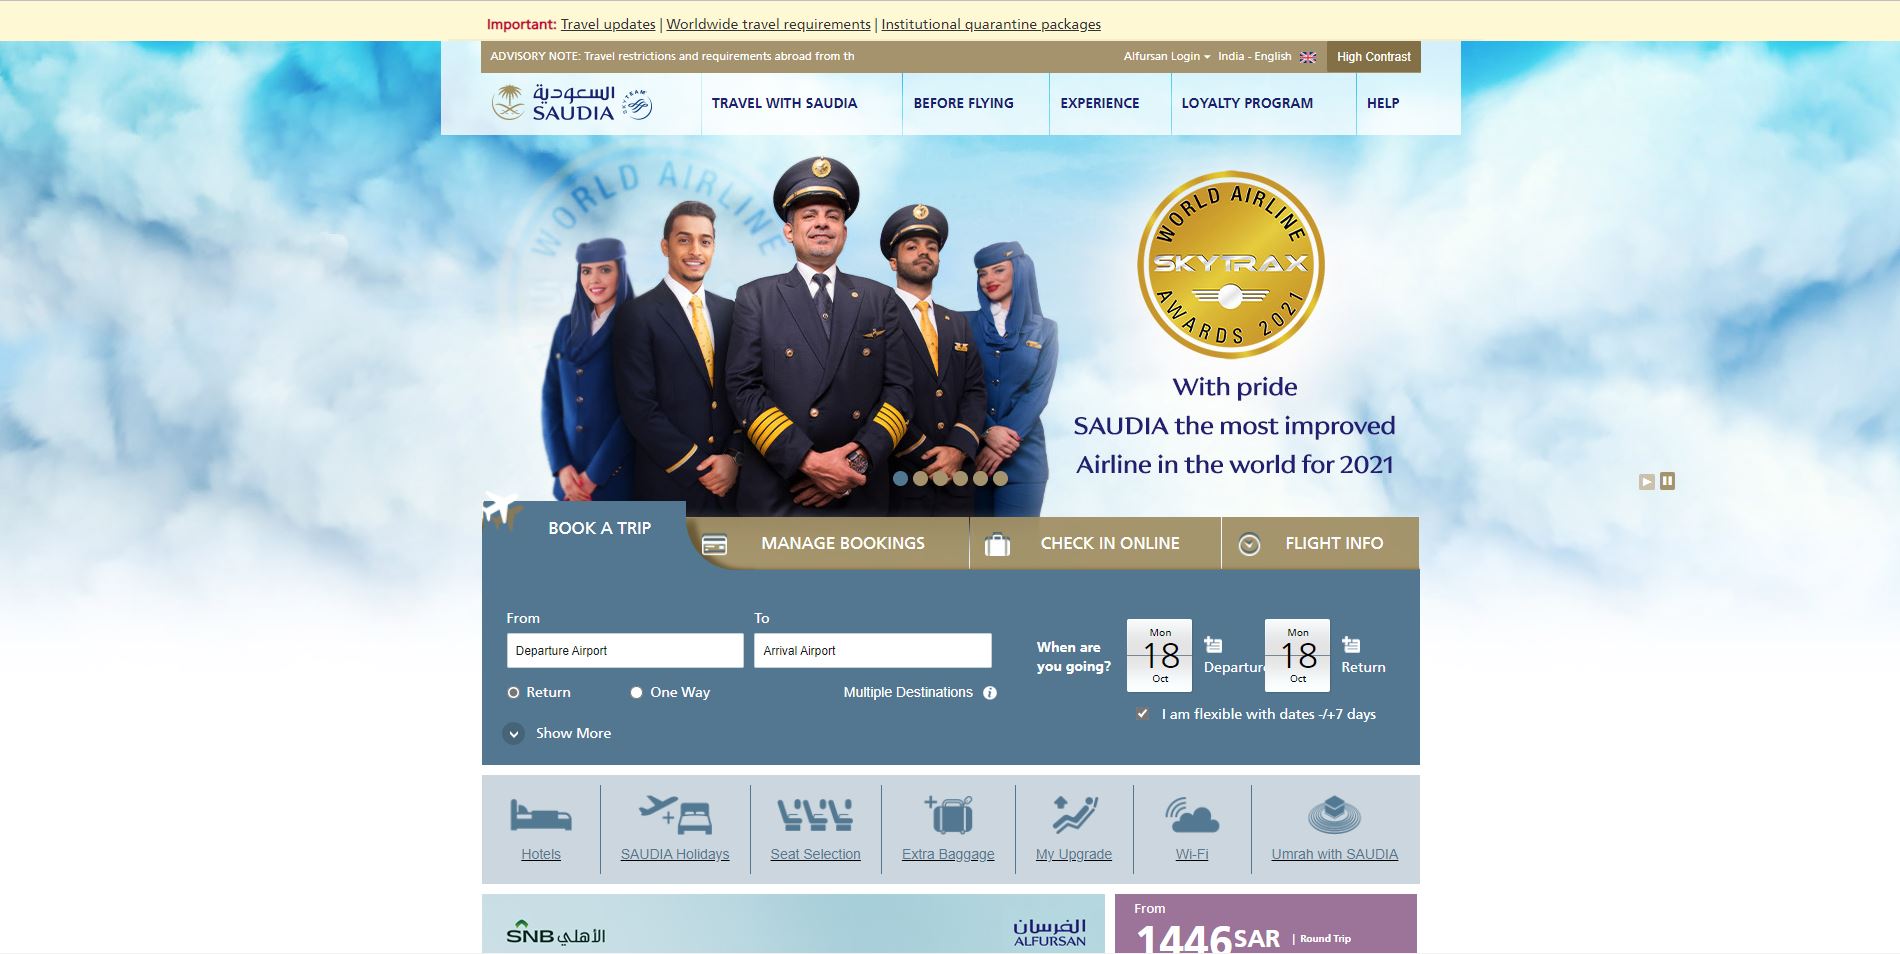 Important: Travel updates | Worldwide travel requirements | Institutional quarantine packages
ADVISORY NOTE: Travel restrictions and requirements abroad from th
Alfursan Login
India - English
High Contrast
السعودية
SAUDIA
SKYTEAM
TRAVEL WITH SAUDIA
BEFORE FLYING
EXPERIENCE
LOYALTY PROGRAM
HELP
WORLD AIRLINE
WORLD AIRLINE
SKYTRAX
AWARDS 2021
With pride
SAUDIA the most improved
Airline in the world for 2021
BOOK A TRIP
MANAGE BOOKINGS
CHECK IN ONLINE
FLIGHT INFO
From
To
Departure Airport
Arrival Airport
Return
One Way
Multiple Destinations
Show More
When are
you going?
Mon
18
Oct
Departure
Mon
18
Oct
Return
I am flexible with dates -/+7 days
Hotels
SAUDIA Holidays
Seat Selection
Extra Baggage
My Upgrade
Wi-Fi
Umrah with SAUDIA
SNB الأهلي
الفرسان
ALFURSAN
From
1446 SAR | Round Trip